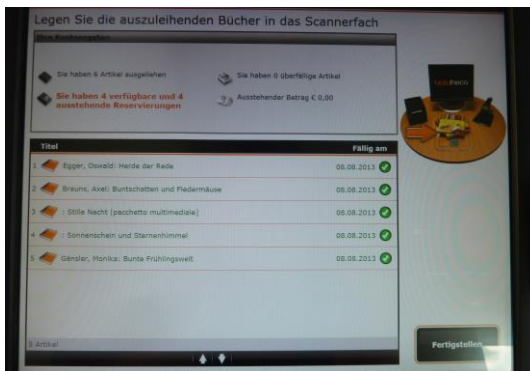 Legen Sie die auszuleihenden Bücher in das Scannerfach
Ihre Kontoangaben
Sie haben 6 Artikel ausgeliehen
Sie haben 0 überfällige Artikel
Sie haben 4 verfügbare und 4
ausstehende Reservierungen
Ausstehender Betrag € 0,00
Titel
Fällig am
1 Egger, Oswald: Herde der Rede 08.08.2013
2 Brauns, Axel: Buntschatten und Fledermäuse 08.08.2013
3 : Stille Nacht [pacchetto multimediale] 08.08.2013
4 : Sonnenschein und Sternenhimmel 08.08.2013
5 Gänsler, Monika: Bunte Frühlingswelt 08.08.2013
5 Artikel
Fertigstellen